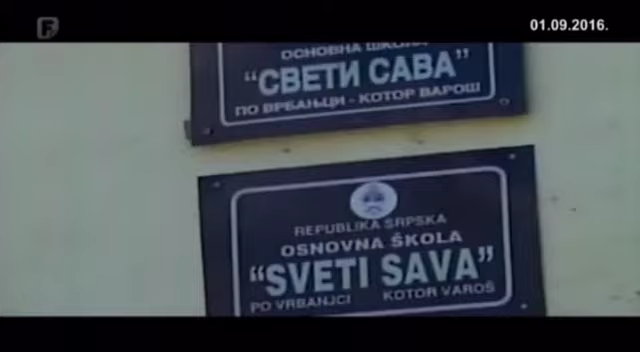 F
01.09.2016.
ОСНОВНА ШКОЛА
“СВЕТИ САВА”
ПО ВРБАЊЦИ - КОТОР ВАРОШ
REPUBLIKA SRPSKA
OSNOVNA ŠKOLA
“SVETI SAVA”
PO VRBANJCI KOTOR VAROŠ